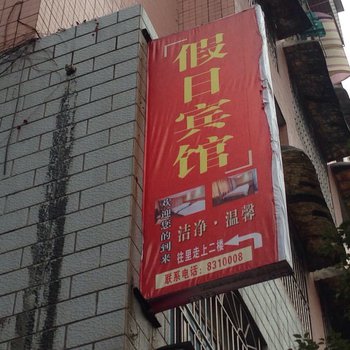 假日宾馆
欢迎您的到来
洁净·温馨
往里走上二楼
联系电话：8310008